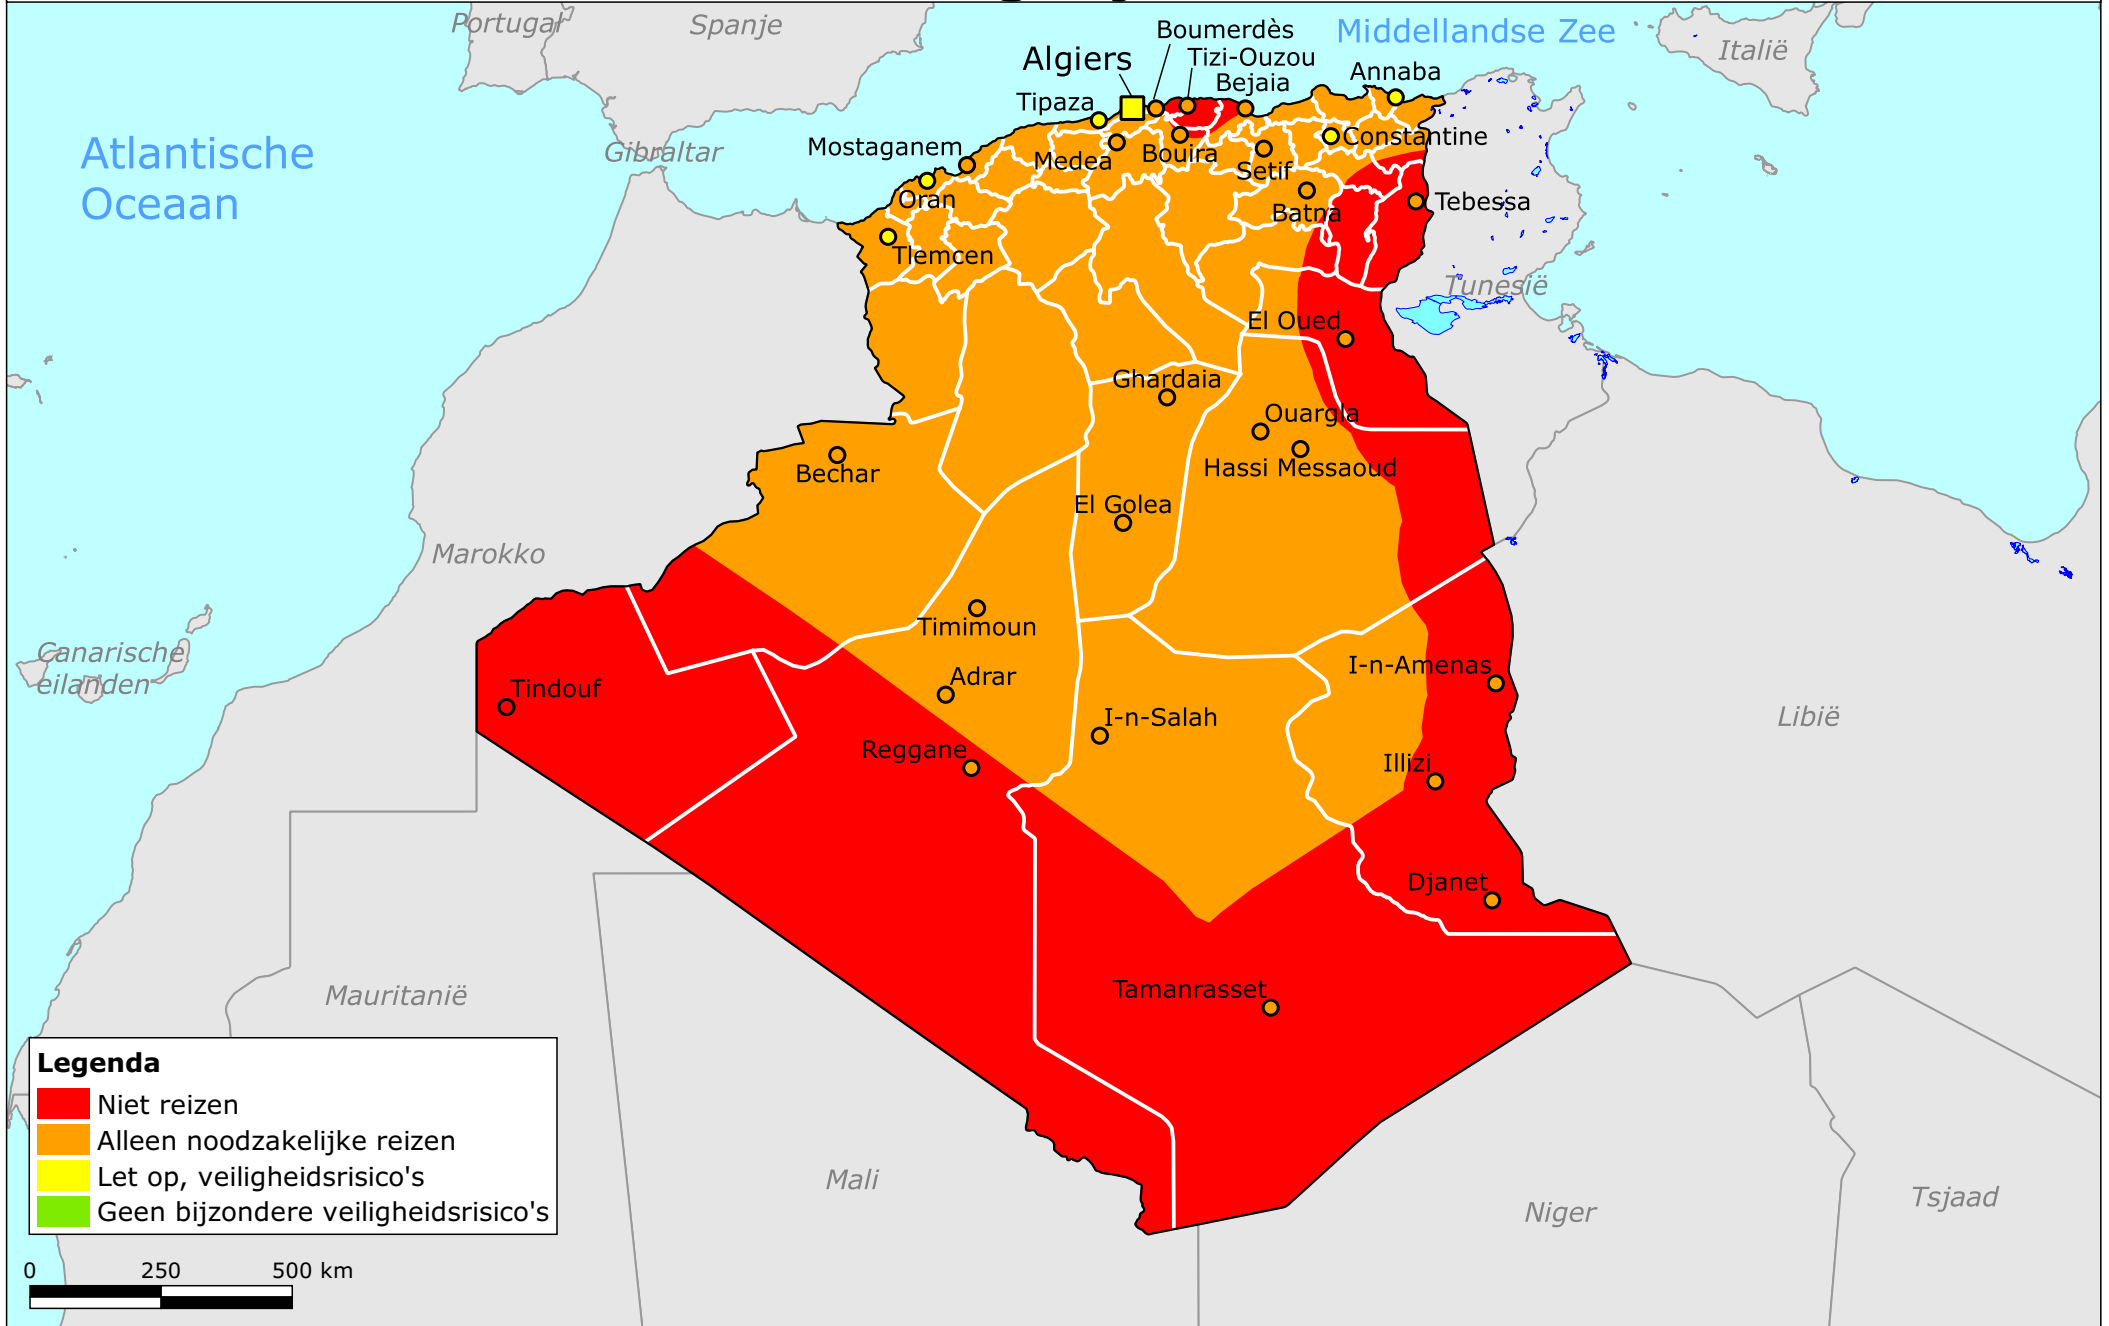 Portugal
Spanje
Boumerdès
Middellandse Zee
Italië
Algiers
Tizi-Ouzou
Bejaia
Annaba
Tipaza
Atlantische
Oceaan
Gibraltar
Mostaganem
Medea
Bouira
Setif
Constantine
Oran
Batna
Tebessa
Tlemcen
Tunesië
El Oued
Ghardaia
Ouargla
Hassi Messaoud
Bechar
El Golea
Marokko
Timimoun
Canarische
eilanden
Tindouf
Adrar
I-n-Amenas
I-n-Salah
Libië
Reggane
Illizi
Djanet
Mauritanië
Tamanrasset
Mali
Niger
Tsjaad
Legenda
Niet reizen
Alleen noodzakelijke reizen
Let op, veiligheidsrisico's
Geen bijzondere veiligheidsrisico's
0 250 500 km